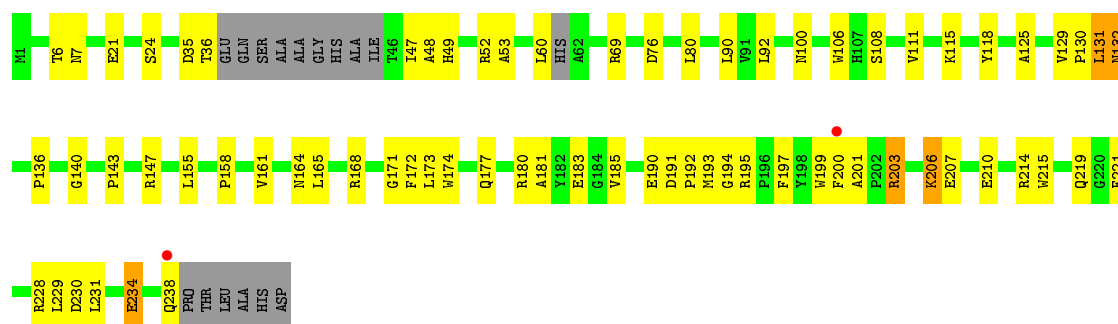 M1 T6 N7 E21 S24 D35 T36 GLU GLN SER ALA ALA GLY HIS ALA ILE T46 I47 A48 H49 R52 A53 L60 HIS A62 R69 D76 L80 L90 V91 L92 N100 W106 H107 S108 V111 K115 Y118 A125 V129 P130 L131
P136 G140 P143 R147 L155 P158 V161 N164 L165 R168 G171 F172 L173 W174 Q177 R180 A181 Y182 E183 G184 V185 E190 D191 P192 M193 G194 R195 P196 F197 Y198 W199 F200 A201 P202 R203 K206 E207 E210 R214 W215 Q219 G220
R228 L229 D230 L231 E234 Q238 PRO THR LEU ALA HIS ASP